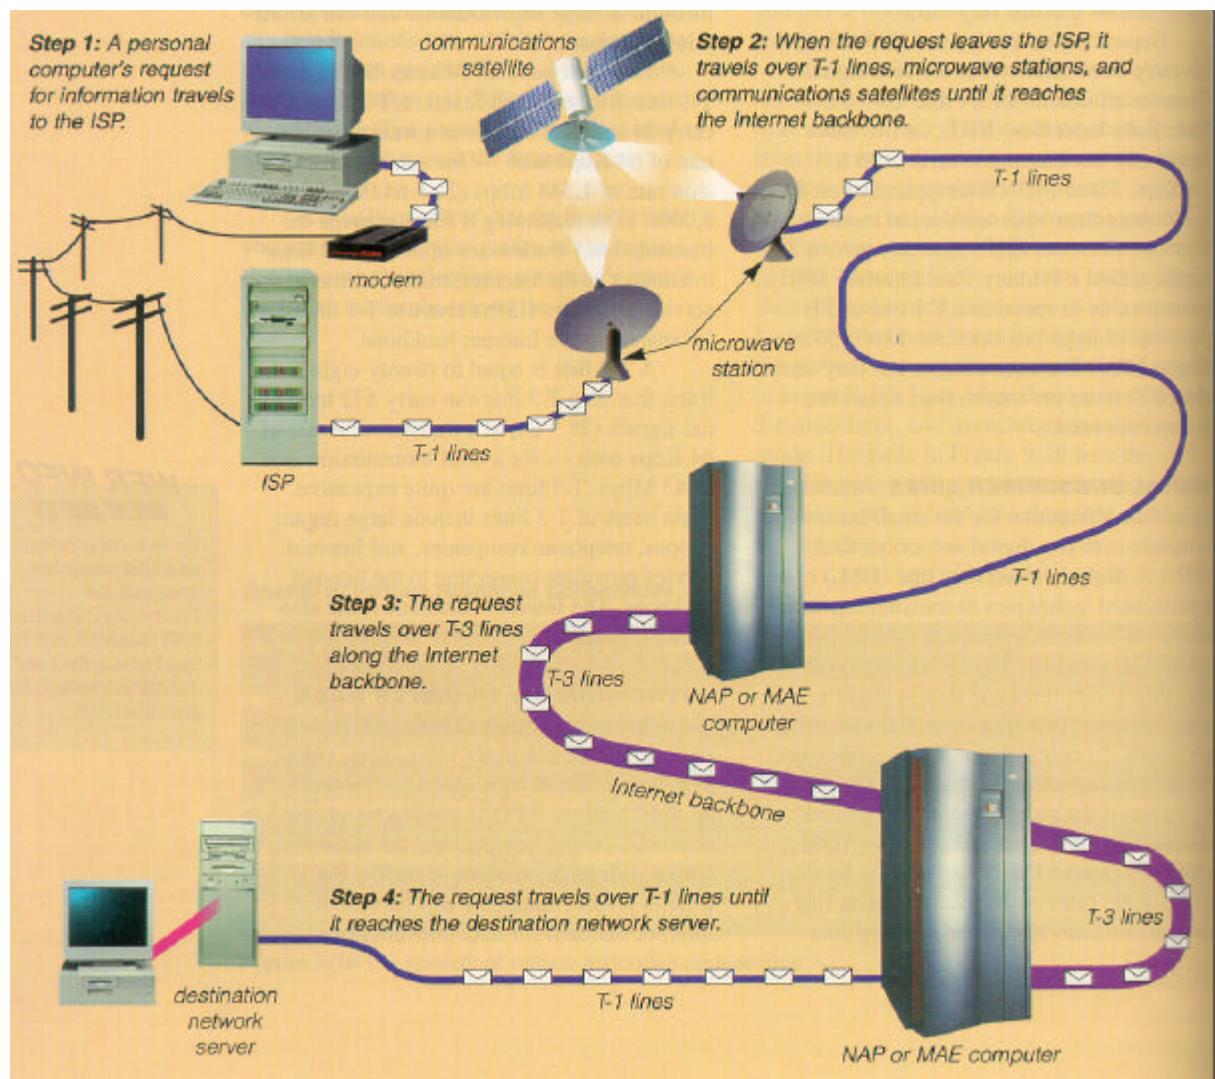 Step 1: A personal
computer's request
for information travels
to the ISP.
communications
satellite
Step 2: When the request leaves the ISP, it
travels over T-1 lines, microwave stations, and
communications satellites until it reaches
the Internet backbone.
T-1 lines
modem
microwave
station
T-1 lines
ISP
T-1 lines
Step 3: The request
travels over T-3 lines
along the Internet
backbone.
T-3 lines
NAP or MAE
computer
Internet backbone
Step 4: The request travels over T-1 lines until
it reaches the destination network server.
T-3 lines
destination
network
server
T-1 lines
NAP or MAE computer